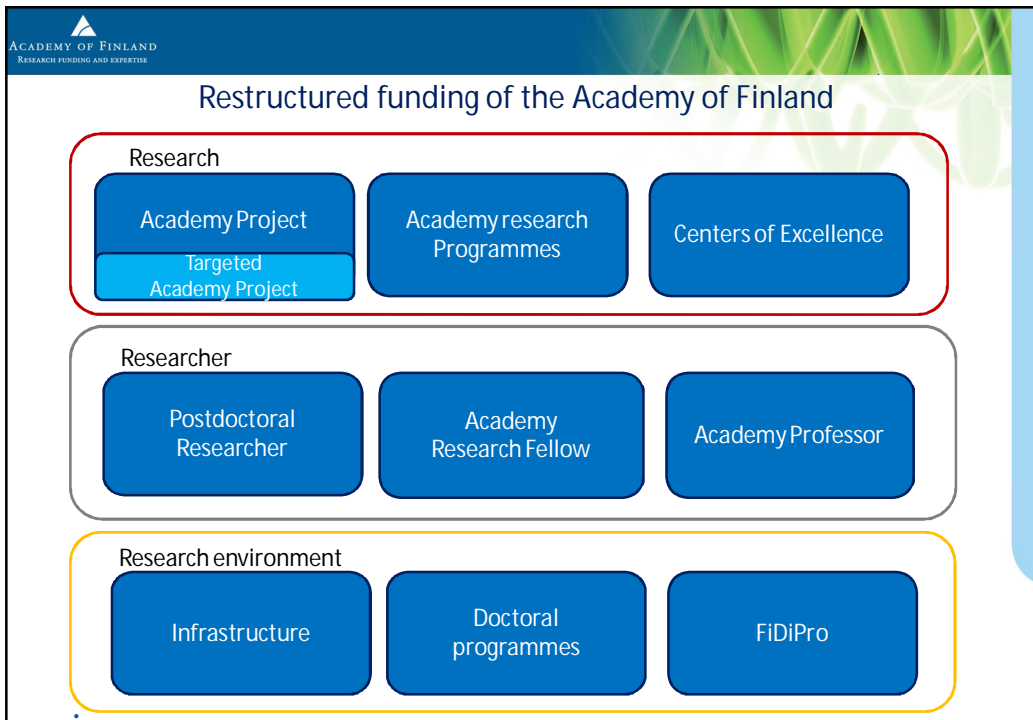 ACADEMY OF FINLAND
RESEARCH FUNDING AND EXPERTISE
Restructured funding of the Academy of Finland
Research
Academy Project
Targeted
Academy Project
Academy research
Programmes
Centers of Excellence
Researcher
Postdoctoral
Researcher
Academy
Research Fellow
Academy Professor
Research environment
Infrastructure
Doctoral
programmes
FiDiPro